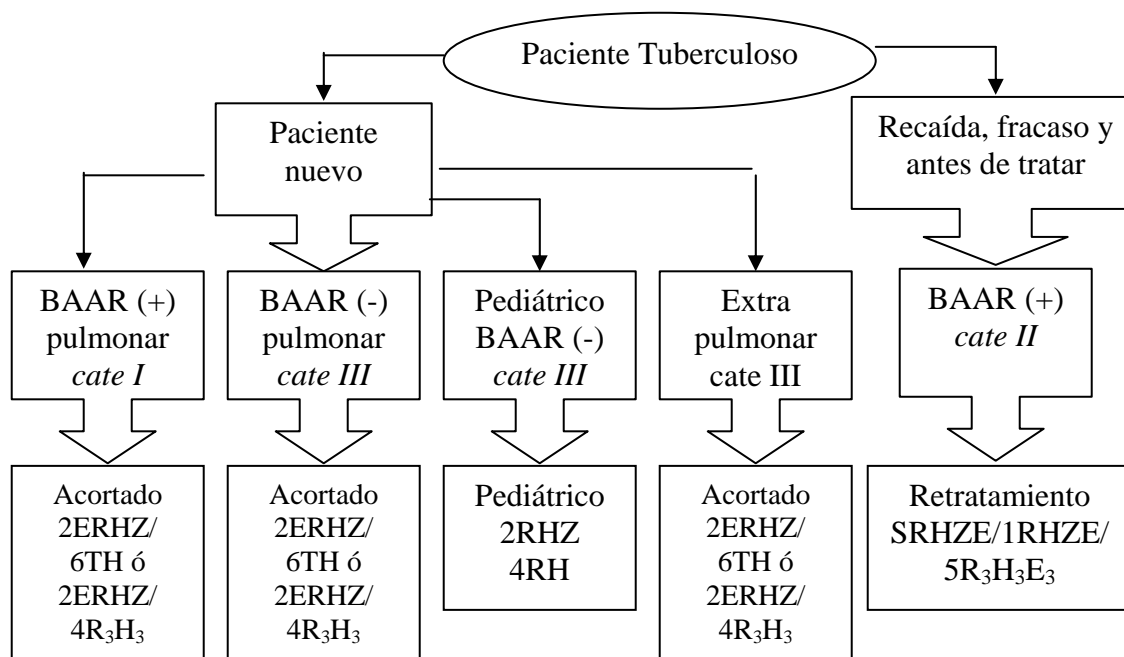 Paciente Tuberculoso
Paciente
nuevo
Recaída, fracaso y
antes de tratar
BAAR (+)
pulmonar
cate I
BAAR (-)
pulmonar
cate III
Pediátrico
BAAR (-)
cate III
Extra
pulmonar
cate III
BAAR (+)
cate II
Acortado
2ERHZ/
6TH ó
2ERHZ/
4R₃H₃
Acortado
2ERHZ/
6TH ó
2ERHZ/
4R₃H₃
Pediátrico
2RHZ
4RH
Acortado
2ERHZ/
6TH ó
2ERHZ/
4R₃H₃
Retratamiento
SRHZE/1RHZE/
5R₃H₃E₃